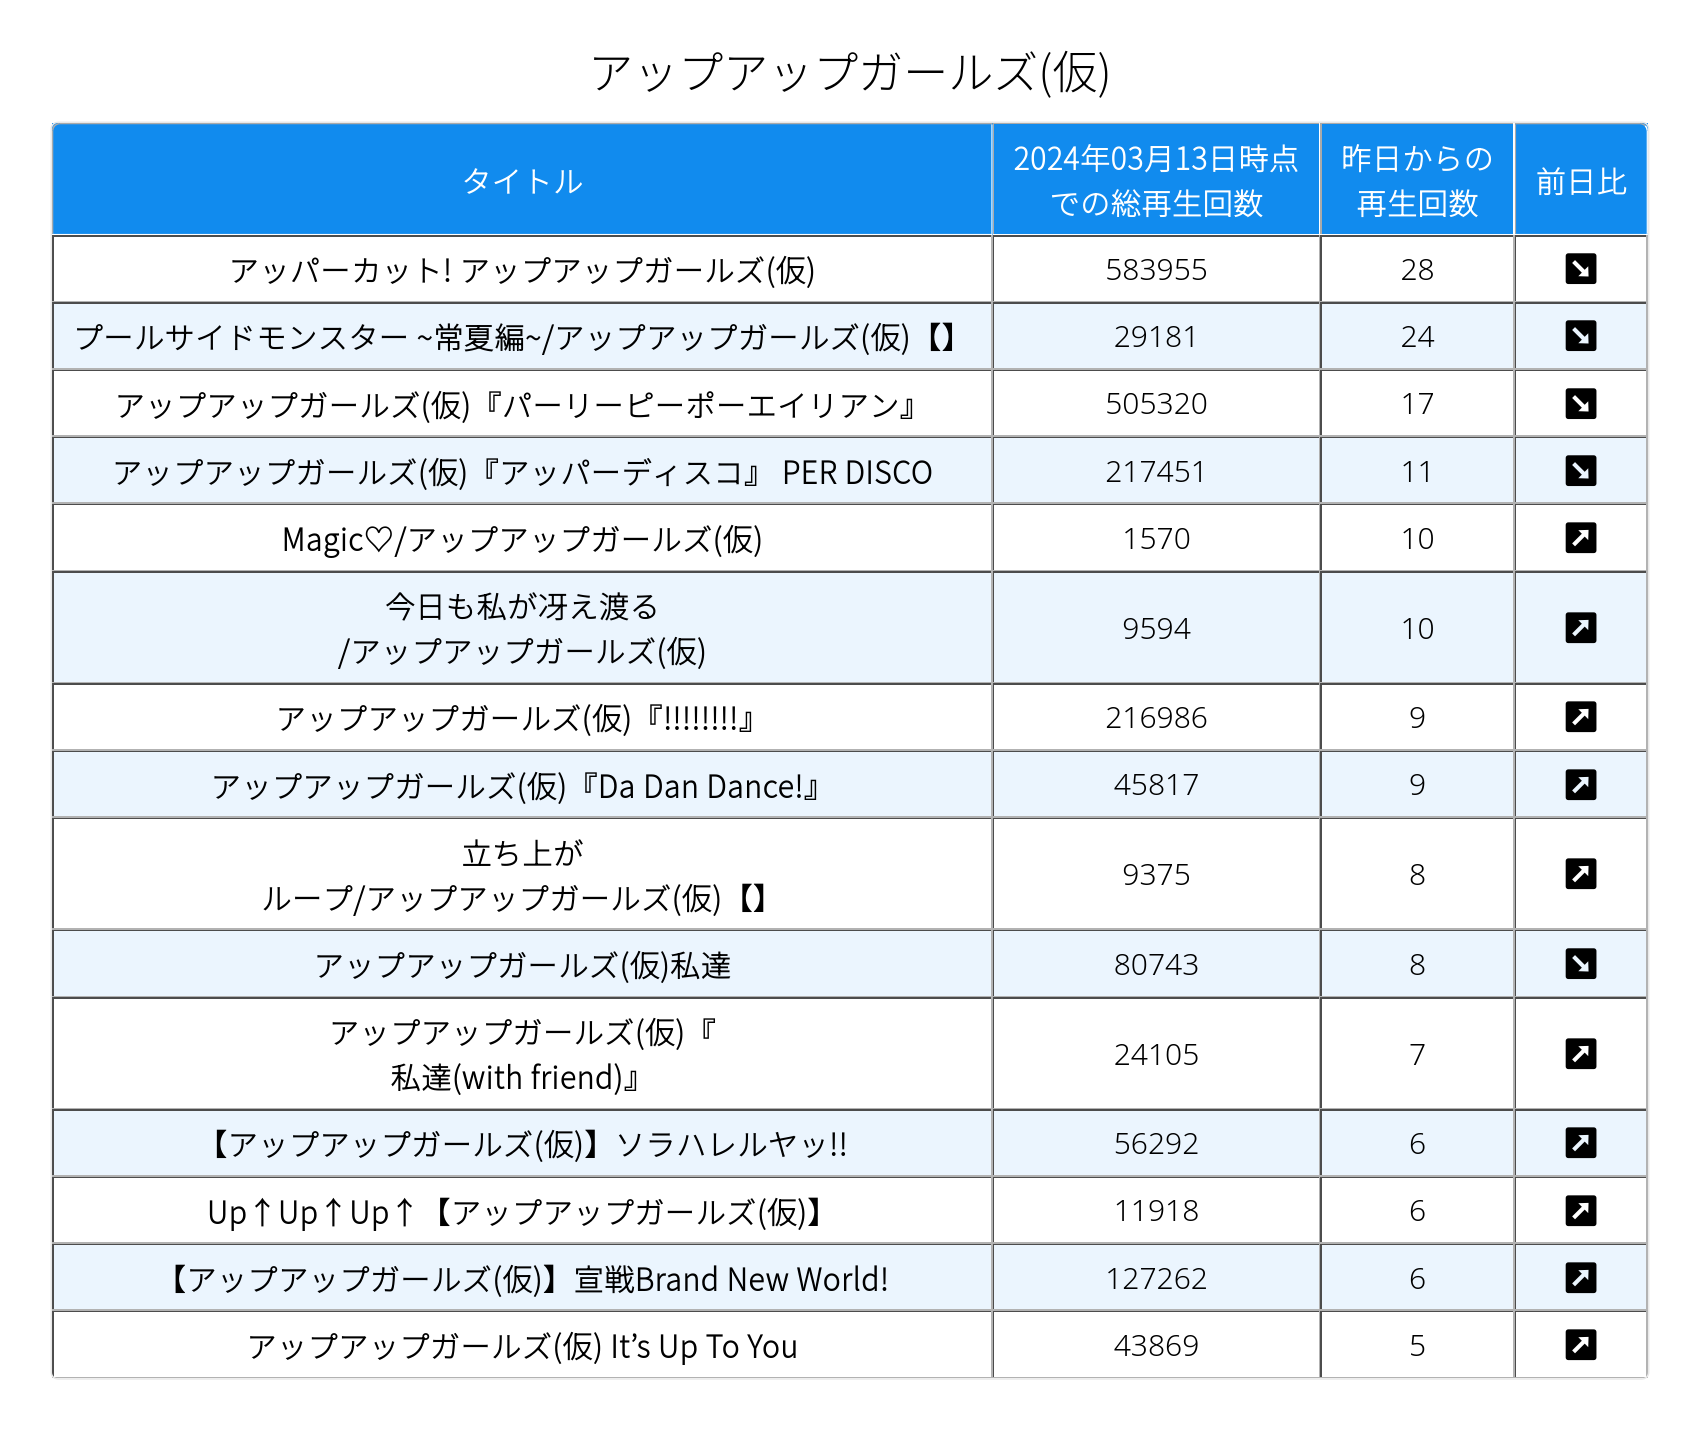 アップアップガールズ(仮)
タイトル
2024年03月13日時点
での総再生回数
昨日からの
再生回数
前日比
アッパーカット! アップアップガールズ(仮)
583955
28
プールサイドモンスター ~常夏編~/アップアップガールズ(仮)【】
29181
24
アップアップガールズ(仮)『パーリーピーポーエイリアン』
505320
17
アップアップガールズ(仮)『アッパーディスコ』 PER DISCO
217451
11
Magic♡/アップアップガールズ(仮)
1570
10
今日も私が冴え渡る
/アップアップガールズ(仮)
9594
10
アップアップガールズ(仮)『!!!!!!!!』
216986
9
アップアップガールズ(仮)『Da Dan Dance!』
45817
9
立ち上が
ループ/アップアップガールズ(仮)【】
9375
8
アップアップガールズ(仮)私達
80743
8
アップアップガールズ(仮)『
私達(with friend)』
24105
7
【アップアップガールズ(仮)】ソラハレルヤッ!!
56292
6
Up↑Up↑Up↑【アップアップガールズ(仮)】
11918
6
【アップアップガールズ(仮)】宣戦Brand New World!
127262
6
アップアップガールズ(仮) It’s Up To You
43869
5